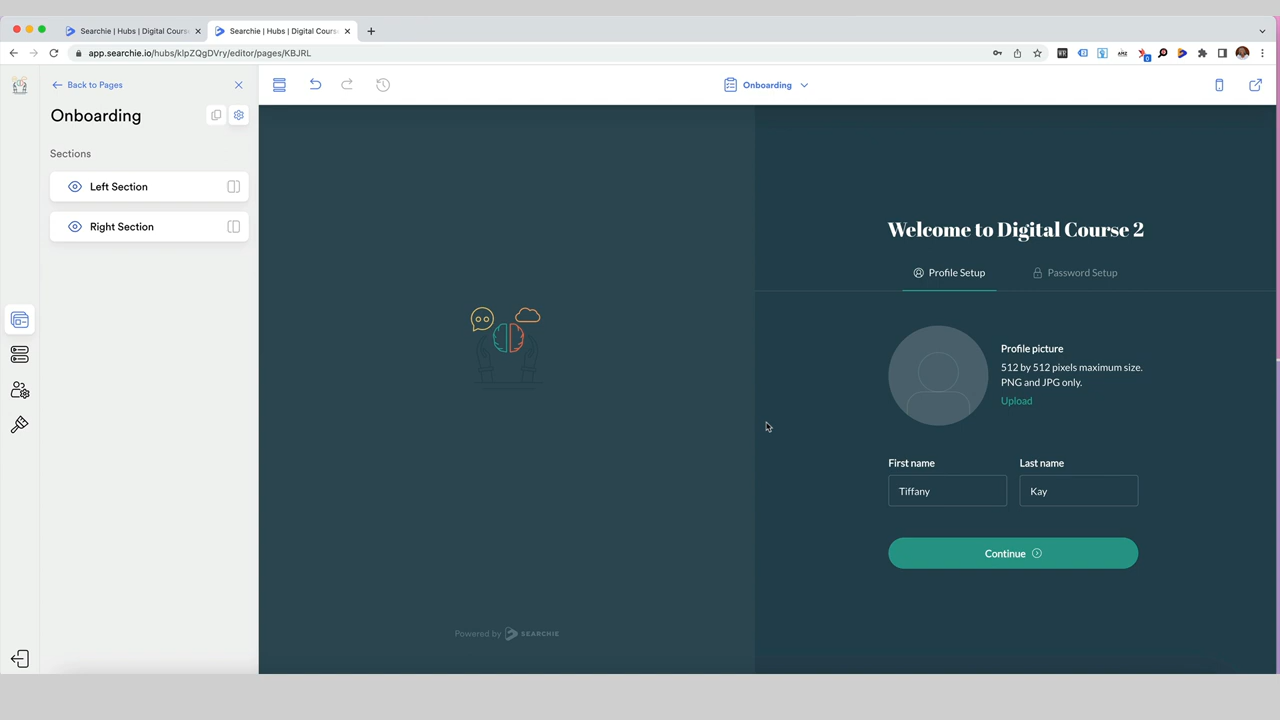 Searchie | Hubs | Digital Cours
Searchie | Hubs | Digital Cours
app.searchie.io/hubs/klpZQgDVry/editor/pages/KBJRL
Back to Pages
Onboarding
Onboarding
Sections
Left Section
Right Section
Welcome to Digital Course 2
Profile Setup
Password Setup
Profile picture
512 by 512 pixels maximum size.
PNG and JPG only.
Upload
First name
Last name
Tiffany
Kay
Continue
Powered by SEARCHIE